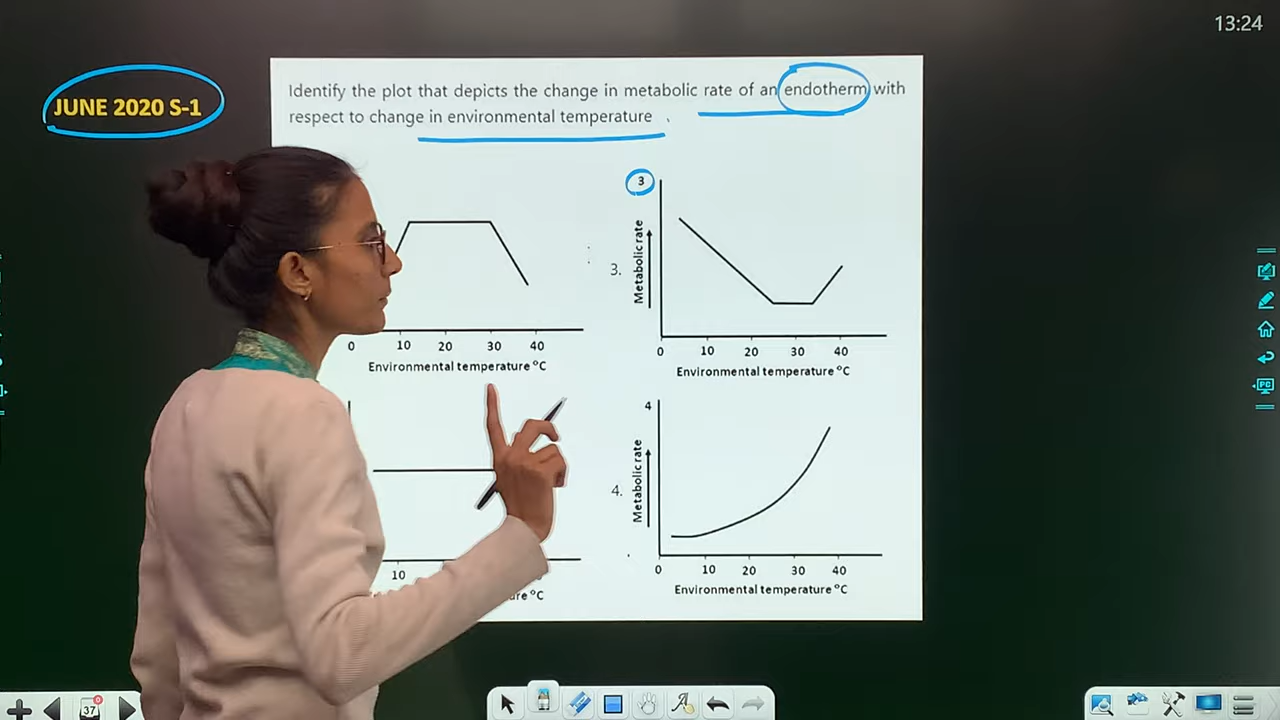 13:24
JUNE 2020 S-1
Identify the plot that depicts the change in metabolic rate of an endotherm with
respect to change in environmental temperature
0 10 20 30 40
Environmental temperature °C
10
°C
3
3.
Metabolic rate
0 10 20 30 40
Environmental temperature °C
4
4.
Metabolic rate
0 10 20 30 40
Environmental temperature °C
37
PC